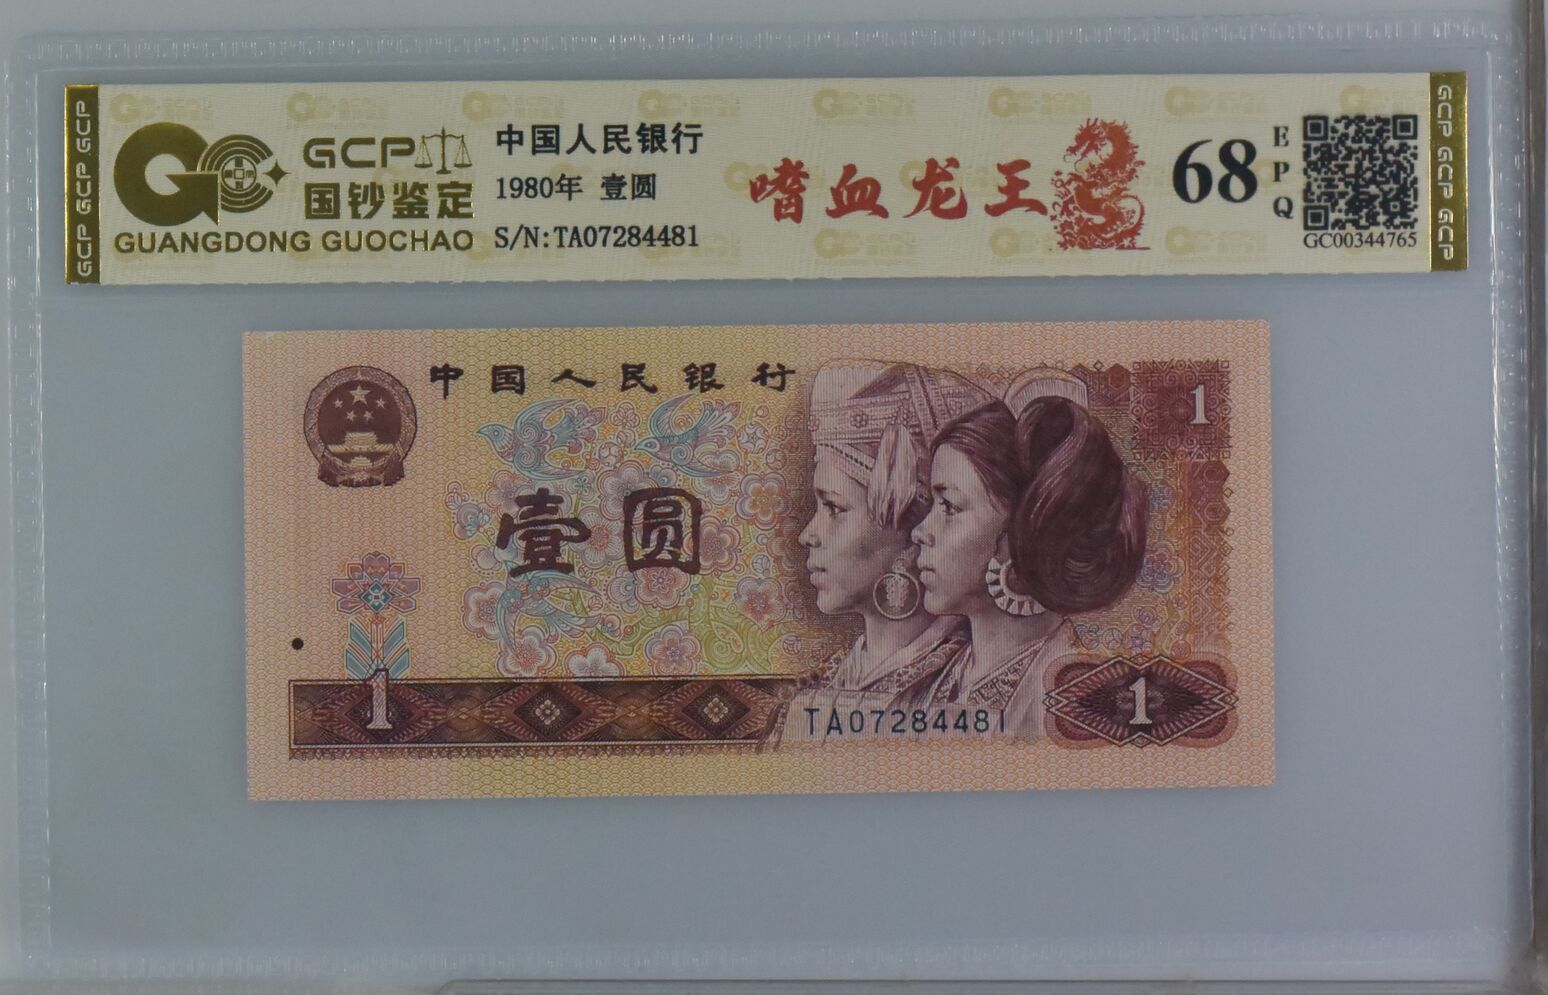 GCP GCP GCP
GCP
国钞鉴定
GUANGDONG GUOCHAO
中国人民银行
1980年 壹圆
S/N:TA07284481
嗜血龙王
68
EPQ
GC00344765
GCP GCP GCP
中国人民银行
1
壹圆
1
TA07284481
1